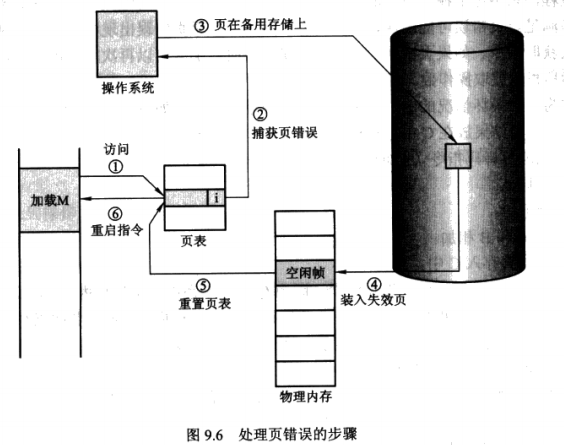 ③ 页在备用存储上
操作系统
②
捕获页错误
访问
①
加载M
i
⑥
重启指令
页表
⑤
重置页表
空闲帧
④
装入失效页
物理内存
图 9.6 处理页错误的步骤